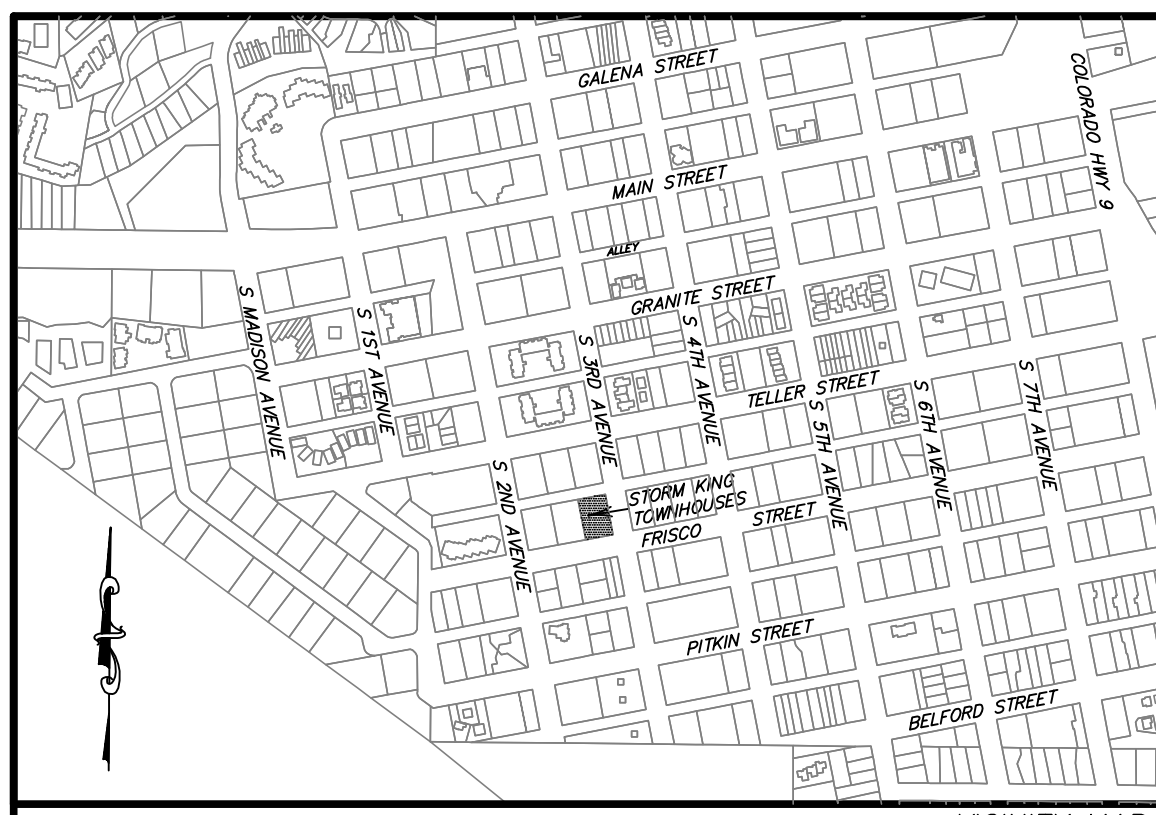 GALENA STREET
COLORADO HWY 9
MAIN STREET
ALLEY
GRANITE STREET
S MADISON AVENUE
S 1ST AVENUE
S 3RD AVENUE
S 4TH AVENUE
TELLER STREET
S 7TH AVENUE
S 6TH AVENUE
S 5TH AVENUE
S 2ND AVENUE
STORM KING
TOWNHOUSES
FRISCO STREET
PITKIN STREET
BELFORD STREET